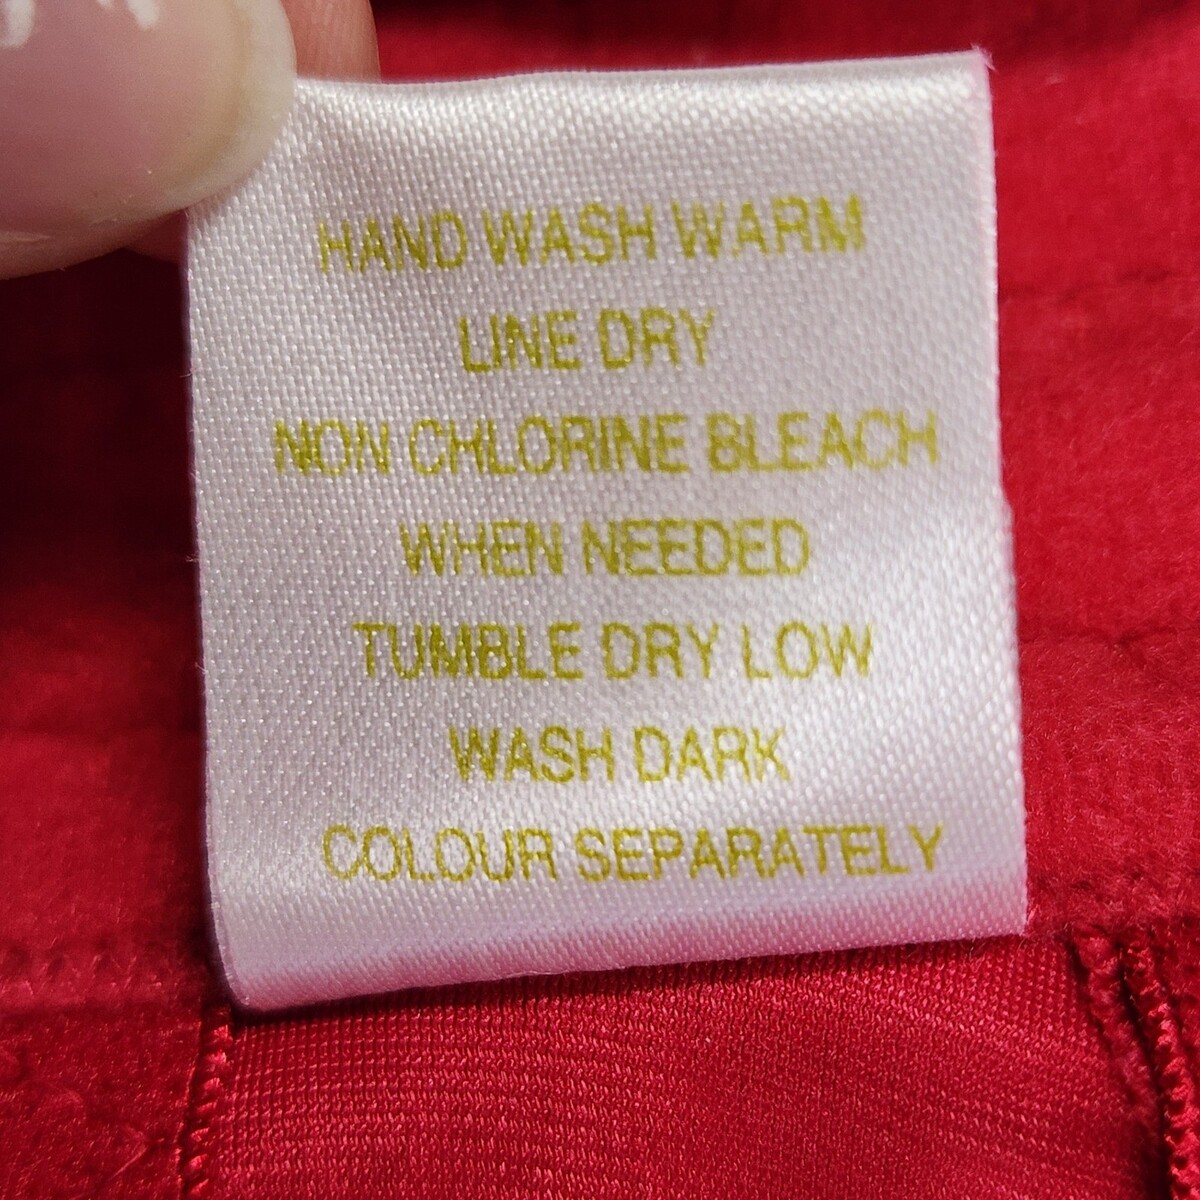 HAND WASH WARM
LINE DRY
NON CHLORINE BLEACH
WHEN NEEDED
TUMBLE DRY LOW
WASH DARK
COLOUR SEPARATELY